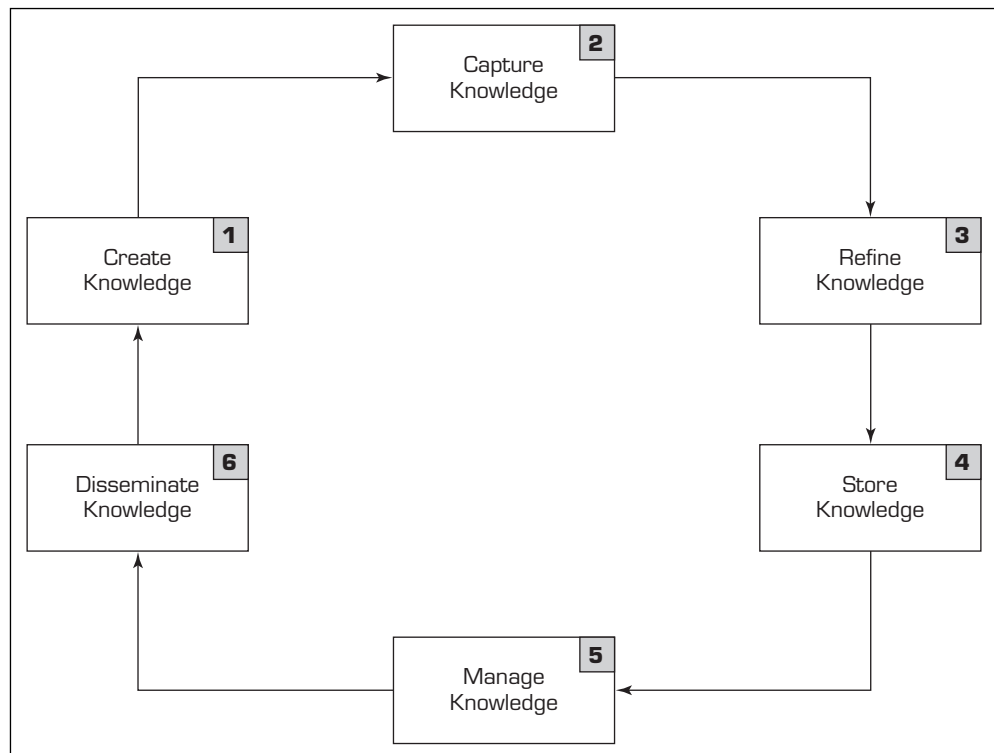 2
Capture
Knowledge
1
Create
Knowledge
3
Refine
Knowledge
6
Disseminate
Knowledge
4
Store
Knowledge
5
Manage
Knowledge